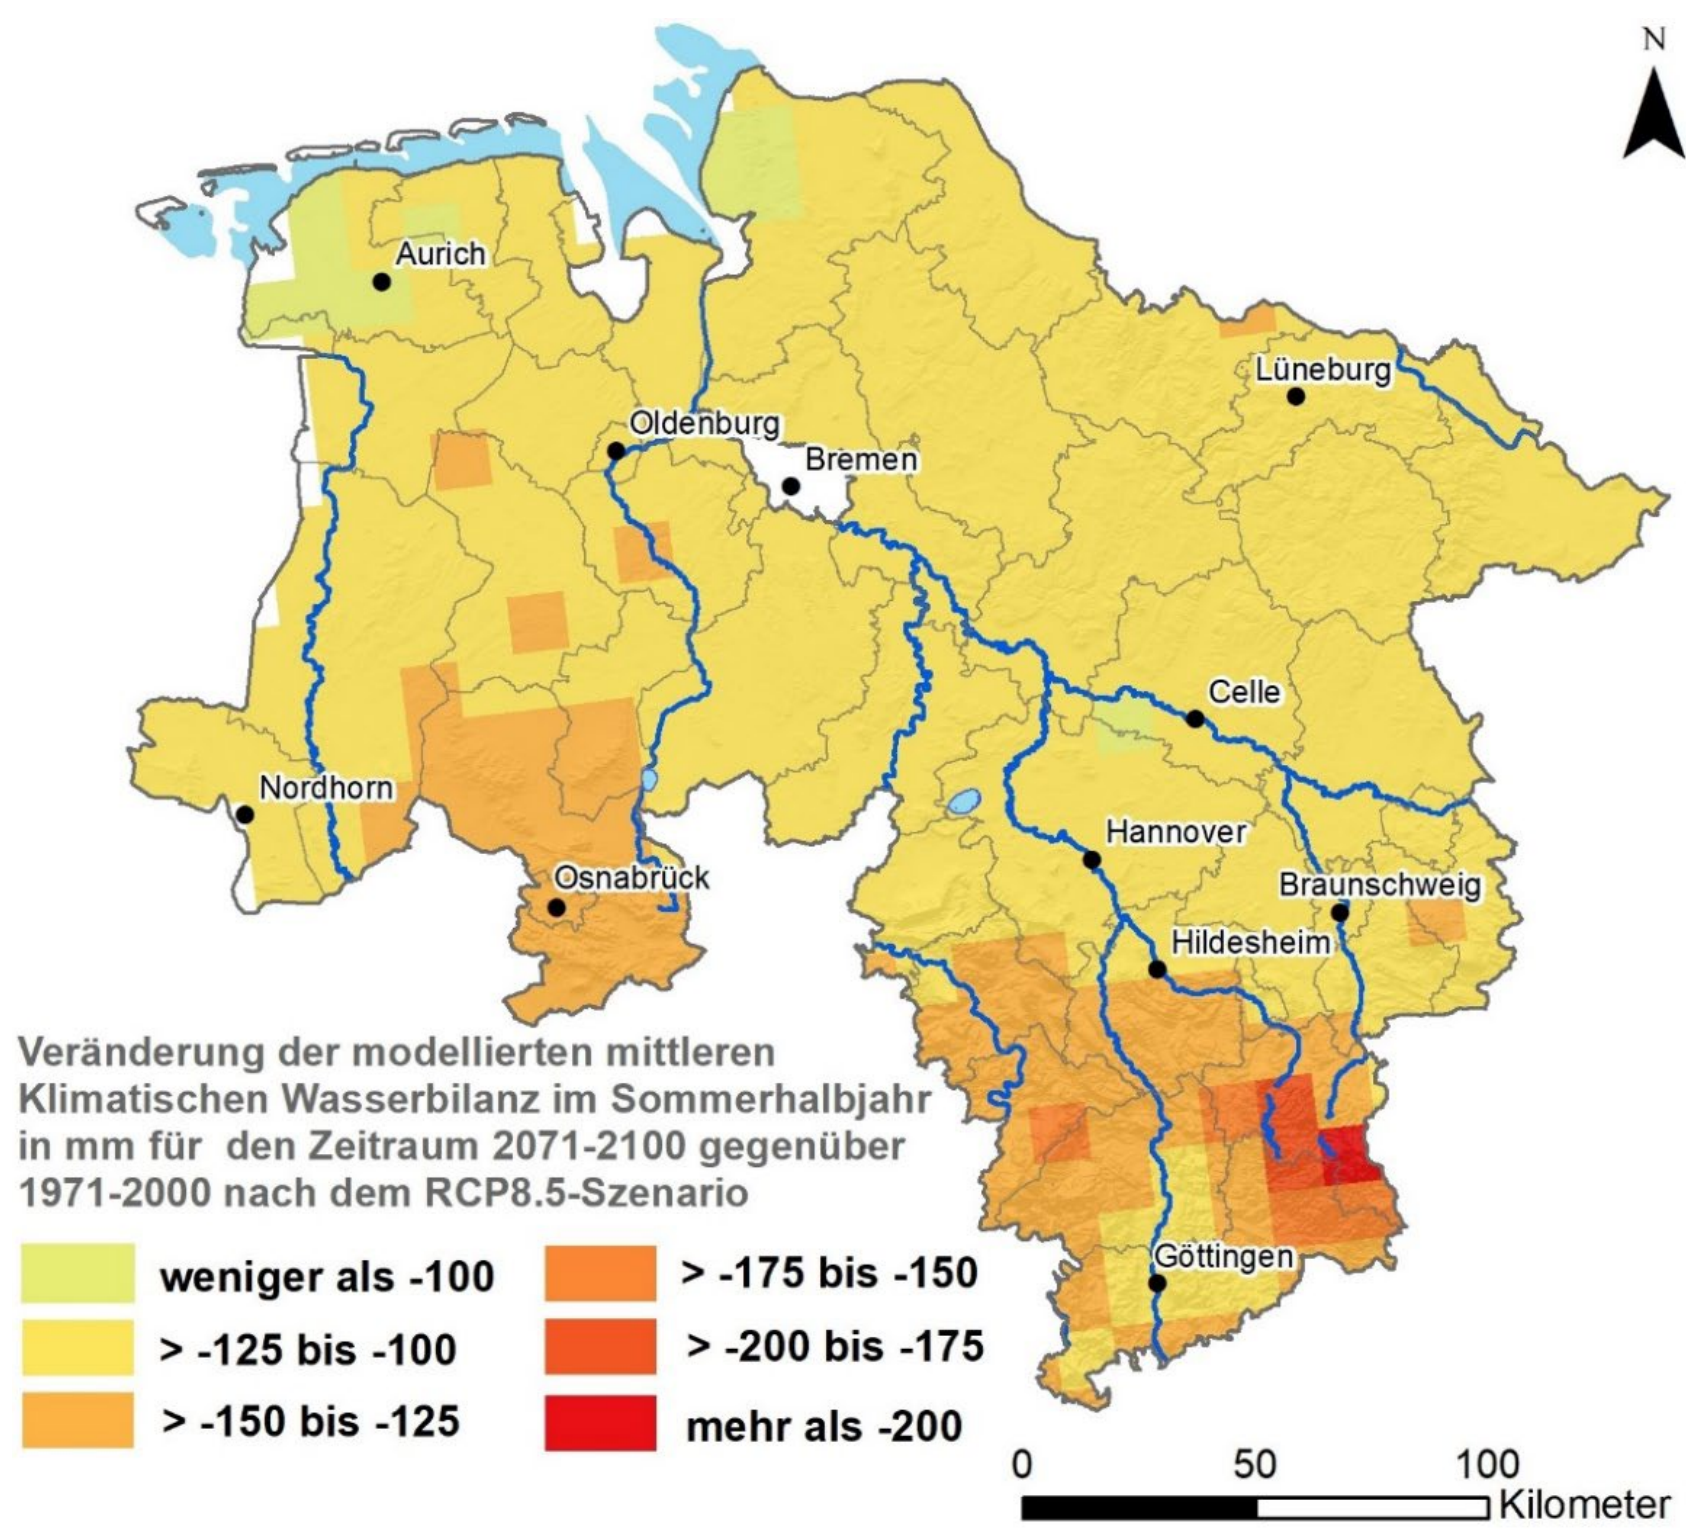 N
Aurich
Lüneburg
Oldenburg
Bremen
Celle
Nordhorn
Hannover
Osnabrück
Braunschweig
Hildesheim
Göttingen
Veränderung der modellierten mittleren
Klimatischen Wasserbilanz im Sommerhalbjahr
in mm für den Zeitraum 2071-2100 gegenüber
1971-2000 nach dem RCP8.5-Szenario
weniger als -100
> -125 bis -100
> -150 bis -125
> -175 bis -150
> -200 bis -175
mehr als -200
0 50 100
Kilometer